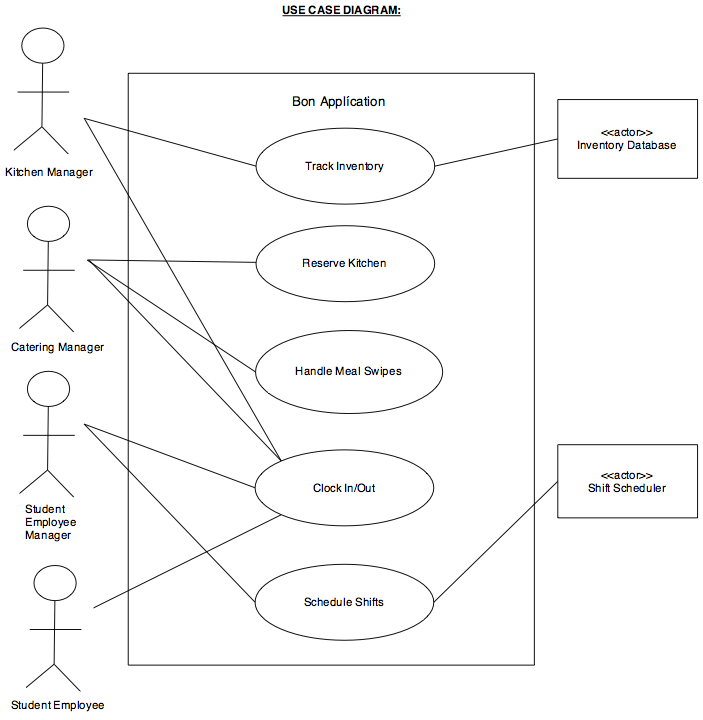 USE CASE DIAGRAM:
Bon Applícation
<<actor>>
Inventory Database
Track Inventory
Kitchen Manager
Reserve Kitchen
Catering Manager
Handle Meal Swipes
Student
Employee
Manager
Clock In/Out
<<actor>>
Shift Scheduler
Schedule Shifts
Student Employee